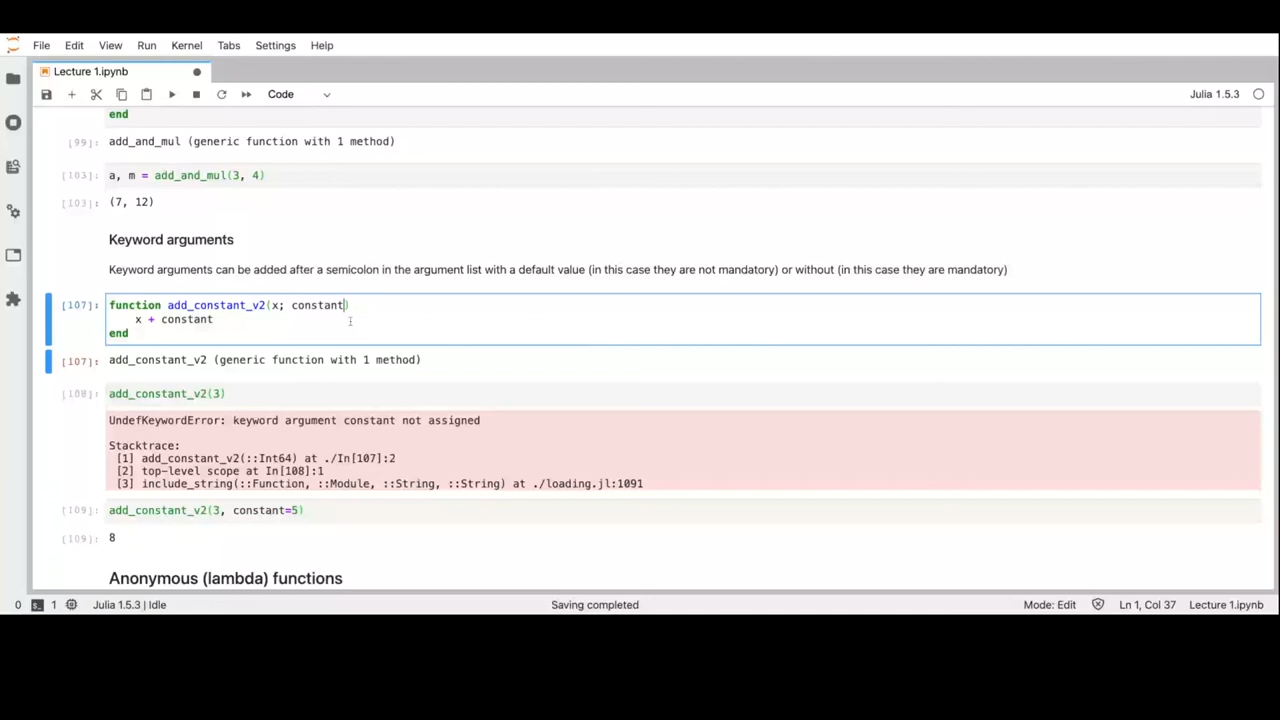 File Edit View Run Kernel Tabs Settings Help
Lecture 1.ipynb
Code
Julia 1.5.3
end
[99]: add_and_mul (generic function with 1 method)
[103]: a, m = add_and_mul(3, 4)
[103]: (7, 12)
Keyword arguments
Keyword arguments can be added after a semicolon in the argument list with a default value (in this case they are not mandatory) or without (in this case they are mandatory)
[107]: function add_constant_v2(x; constant)
x + constant
end
[107]: add_constant_v2 (generic function with 1 method)
[108]: add_constant_v2(3)
UndefKeywordError: keyword argument constant not assigned
Stacktrace:
[1] add_constant_v2(::Int64) at ./In[107]:2
[2] top-level scope at In[108]:1
[3] include_string(::Function, ::Module, ::String, ::String) at ./loading.jl:1091
[109]: add_constant_v2(3, constant=5)
[109]: 8
Anonymous (lambda) functions
0 1 Julia 1.5.3 | Idle Saving completed Mode: Edit Ln 1, Col 37 Lecture 1.ipynb